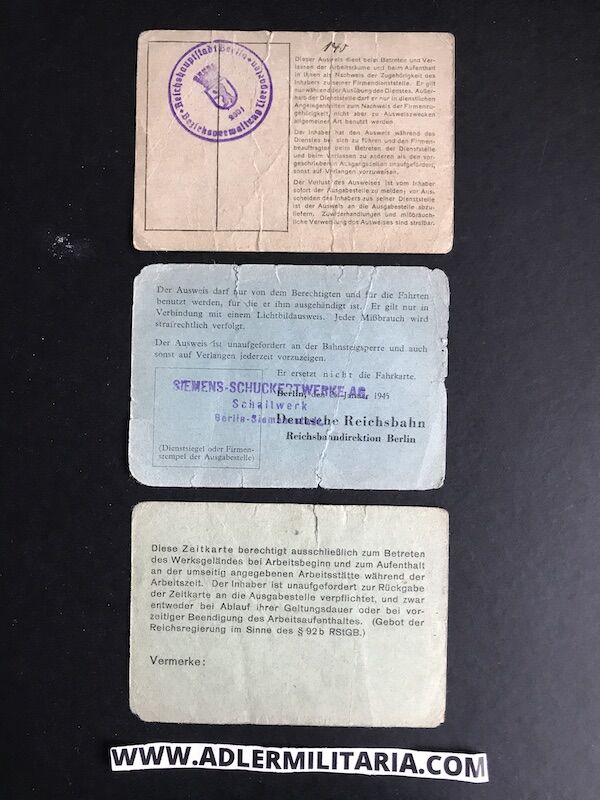 140
Reichshauptstadt Berlin
Bezirksverwaltung Tiergarten
Dieser Ausweis dient beim Betreten und Ver-
lassen der Arbeitsräume und beim Aufenthalt
in ihnen als Nachweis der Zugehörigkeit des
Inhabers zu seiner Firmendienststelle. Er gilt
nur während der Ausübung des Dienstes. Außer-
halb der Dienststelle darf er nur in dienstlichen
Angelegenheiten zum Nachweis der Firmenzu-
gehörigkeit, nicht aber zu Ausweiszwecken
allgemeiner Art benutzt werden.
Der Inhaber hat den Ausweis während des
Dienstes bei sich zu führen und den Firmen-
beauftragten beim Betreten der Dienststelle
und beim Verlassen zu anderen als den vor-
geschriebenen Ausgangszeiten unaufgefordert,
sonst auf Verlangen vorzuweisen.
Der Verlust des Ausweises ist vom Inhaber
sofort der Ausgabestelle zu melden; vor Aus-
scheiden des Inhabers aus seiner Dienststelle
ist der Ausweis an die Ausgabestelle abzu-
liefern. Zuwiderhandlungen und mißbräuch-
liche Verwendung des Ausweises sind strafbar.
Der Ausweis darf nur von dem Berechtigten und für die Fahrten
benutzt werden, für die er ihm ausgehändigt ist. Er gilt nur in
Verbindung mit einem Lichtbildausweis. Jeder Mißbrauch wird
strafrechtlich verfolgt.
Der Ausweis ist unaufgefordert an der Bahnsteigsperre und auch
sonst auf Verlangen jederzeit vorzuzeigen.
Er ersetzt nicht die Fahrkarte.
SIEMENS-SCHUCKERTWERKE AG
Berlin, den Januar 1945
Schaltwerk
Berlin-Siemensstadt
Deutsche Reichsbahn
Reichsbahndirektion Berlin
(Dienstsiegel oder Firmen-
stempel der Ausgabestelle)
Diese Zeitkarte berechtigt ausschließlich zum Betreten
des Werksgeländes bei Arbeitsbeginn und zum Aufenthalt
an der umseitig angegebenen Arbeitsstätte während der
Arbeitszeit. Der Inhaber ist unaufgefordert zur Rückgabe
der Zeitkarte an die Ausgabestelle verpflichtet, und zwar
entweder bei Ablauf ihrer Geltungsdauer oder bei vor-
zeitiger Beendigung des Arbeitsaufenthaltes. (Gebot der
Reichsregierung im Sinne des § 92b RStGB.)
Vermerke:
WWW.ADLERMILITARIA.COM